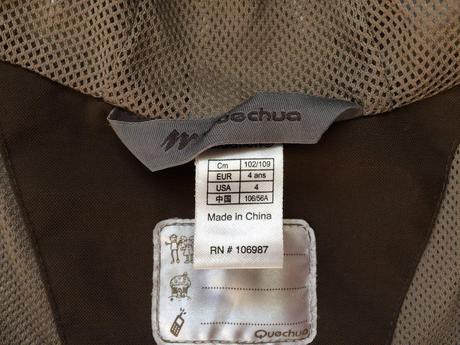 Quechua
Cm 102/109
EUR 4 ans
USA 4
中国 106/56A
Made in China
RN # 106987
Quechua